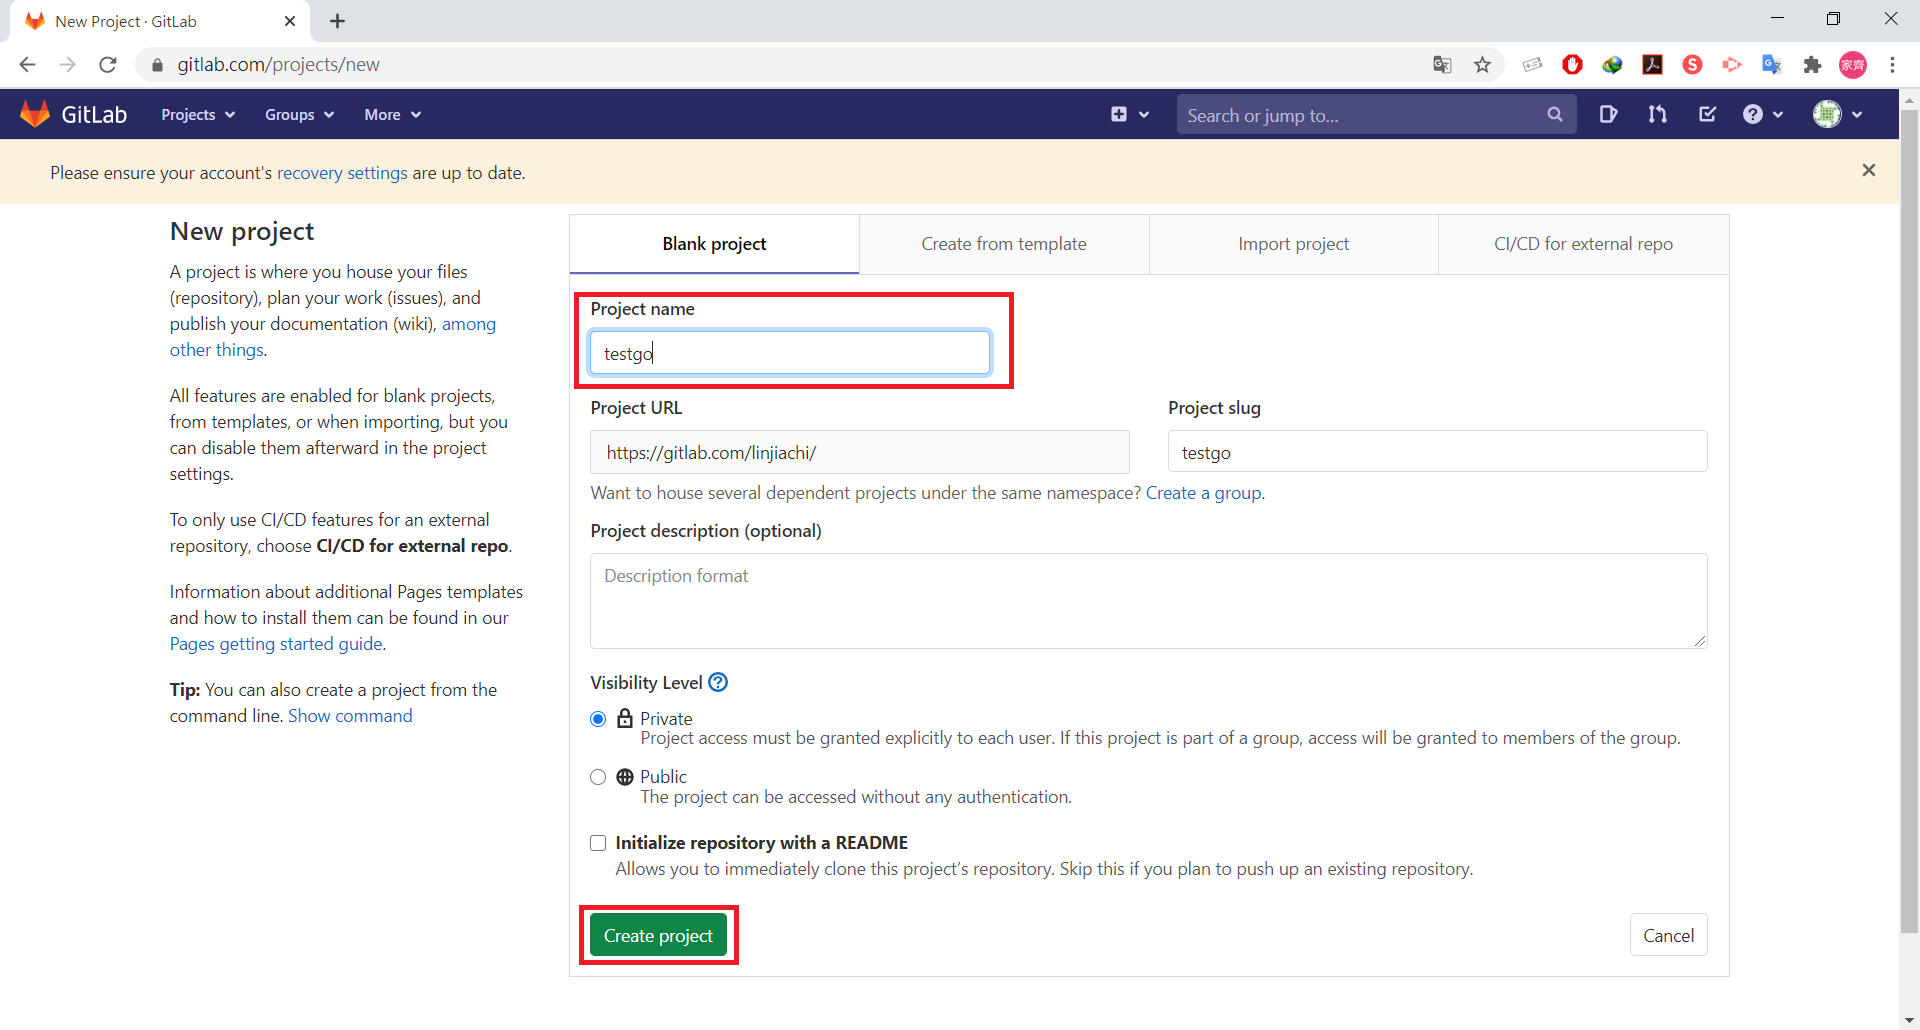 New Project · GitLab
gitlab.com/projects/new
家齊
GitLab
Projects
Groups
More
Search or jump to...
Please ensure your account's recovery settings are up to date.
New project
A project is where you house your files
(repository), plan your work (issues), and
publish your documentation (wiki), among
other things.
All features are enabled for blank projects,
from templates, or when importing, but you
can disable them afterward in the project
settings.
To only use CI/CD features for an external
repository, choose CI/CD for external repo.
Information about additional Pages templates
and how to install them can be found in our
Pages getting started guide.
Tip: You can also create a project from the
command line. Show command
Blank project
Create from template
Import project
CI/CD for external repo
Project name
testgo
Project URL
Project slug
https://gitlab.com/linjiachi/
testgo
Want to house several dependent projects under the same namespace? Create a group.
Project description (optional)
Description format
Visibility Level
Private
Project access must be granted explicitly to each user. If this project is part of a group, access will be granted to members of the group.
Public
The project can be accessed without any authentication.
Initialize repository with a README
Allows you to immediately clone this project’s repository. Skip this if you plan to push up an existing repository.
Create project
Cancel